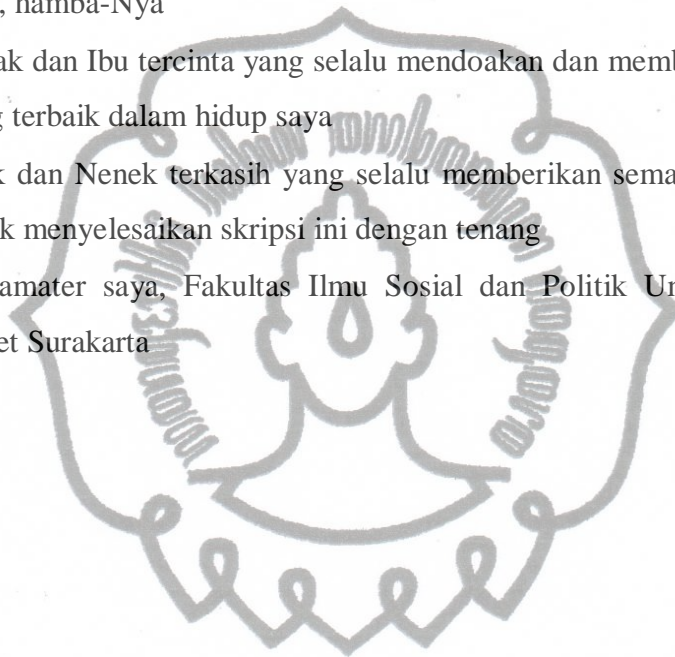 , hamba-Nya
ak dan Ibu tercinta yang selalu mendoakan dan memb
g terbaik dalam hidup saya
k dan Nenek terkasih yang selalu memberikan sema
k menyelesaikan skripsi ini dengan tenang
amater saya, Fakultas Ilmu Sosial dan Politik Un
et Surakarta